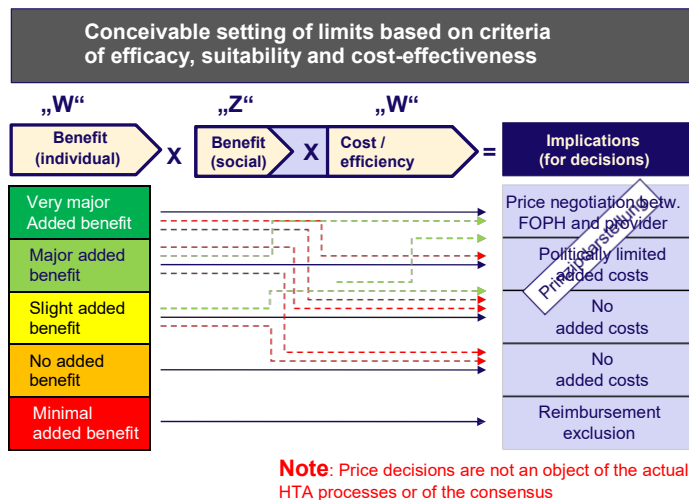 Conceivable setting of limits based on criteria
of efficacy, suitability and cost-effectiveness
„W“
„Z“
„W“
Benefit
(individual)
X
Benefit
(social)
X
Cost /
efficiency
=
Implications
(for decisions)
Very major
Added benefit
Price negotiation betw.
FOPH and provider
Major added
benefit
Politically limited
added costs
Prinzipdarstellung
Slight added
benefit
No
added costs
No added
benefit
No
added costs
Minimal
added benefit
Reimbursement
exclusion
Note: Price decisions are not an object of the actual
HTA processes or of the consensus